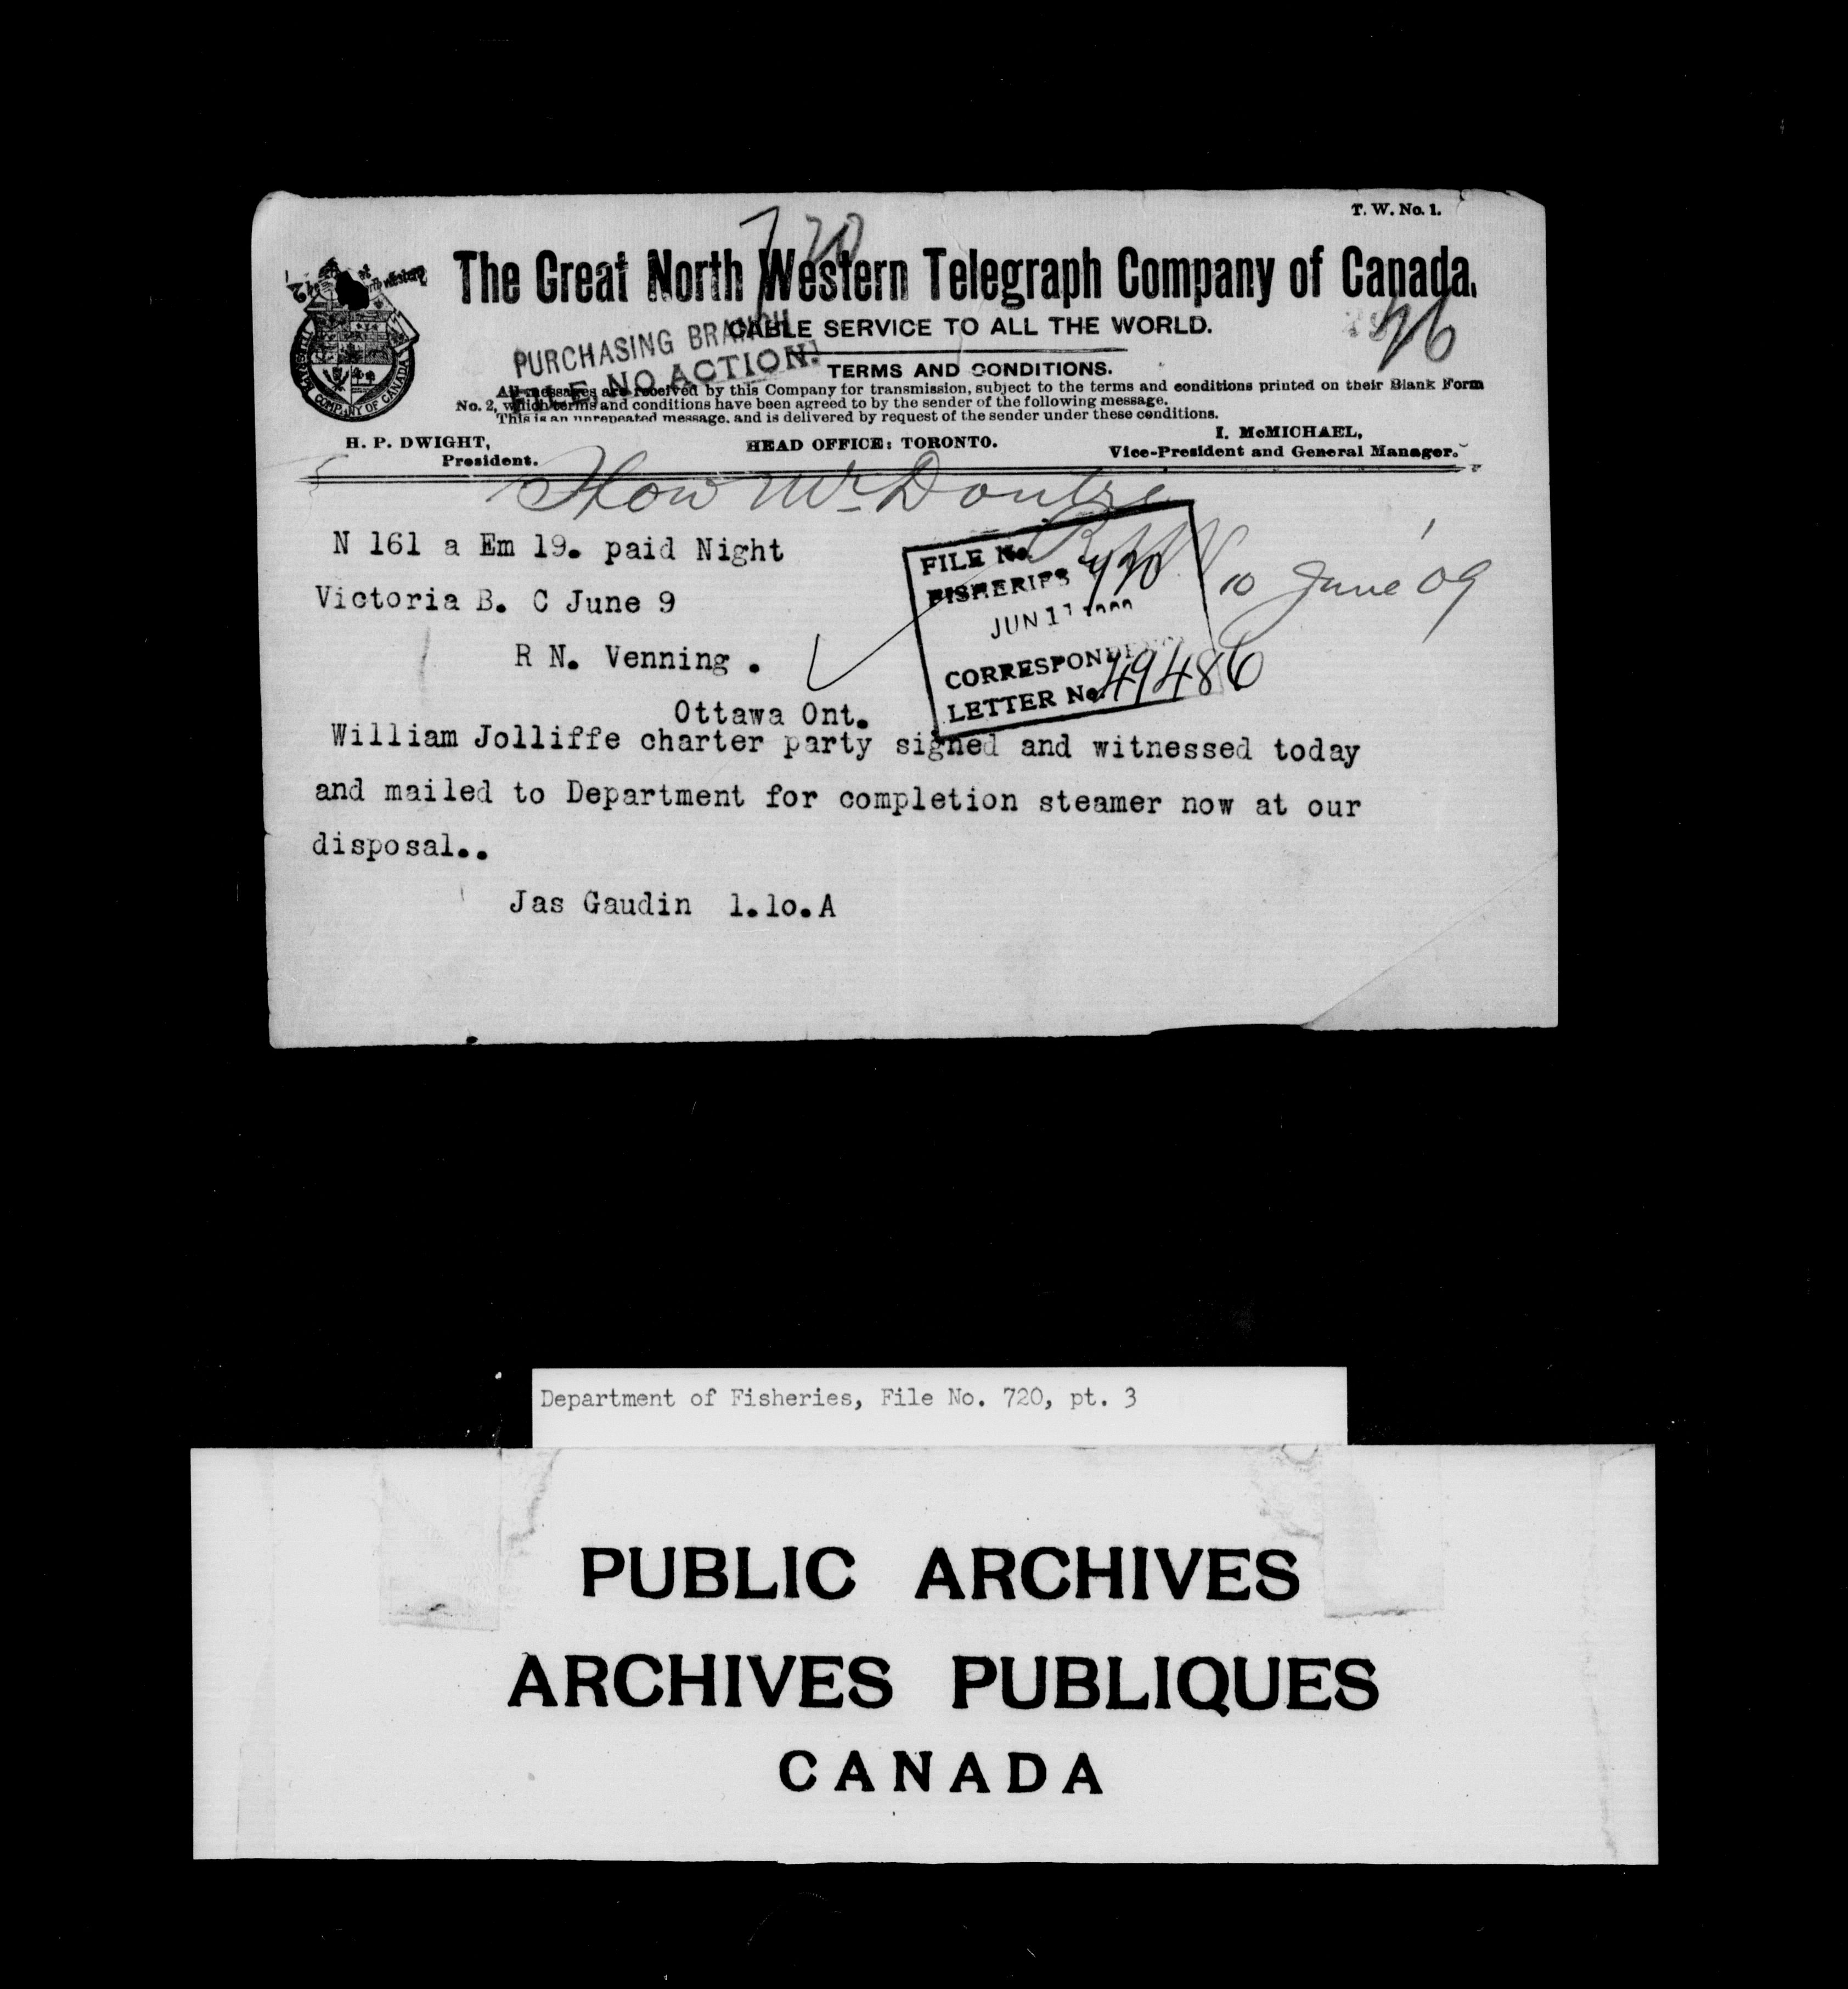 T. W. No. 1.
720
The Great North Western Telegraph Company of Canada.
CABLE SERVICE TO ALL THE WORLD.
PURCHASING BRANCH
FILE, NO ACTION.
TERMS AND CONDITIONS.
All messages are received by this Company for transmission, subject to the terms and conditions printed on their Blank Form
No. 2, which terms and conditions have been agreed to by the sender of the following message.
This is an unrepeated message, and is delivered by request of the sender under these conditions.
H. P. DWIGHT,
President.
HEAD OFFICE: TORONTO.
I. McMICHAEL,
Vice-President and General Manager.
Show Mr
N 161 a Em 19. paid Night
Victoria B. C June 9
R N. Venning .
Ottawa Ont.
FILE No.
FISHERIES 720
JUN 11 1909
CORRESPONDENCE
LETTER No. 49486
10 June '09
William Jolliffe charter party signed and witnessed today
and mailed to Department for completion steamer now at our
disposal..
Jas Gaudin 1.1o.A
Department of Fisheries, File No. 720, pt. 3
PUBLIC ARCHIVES
ARCHIVES PUBLIQUES
CANADA